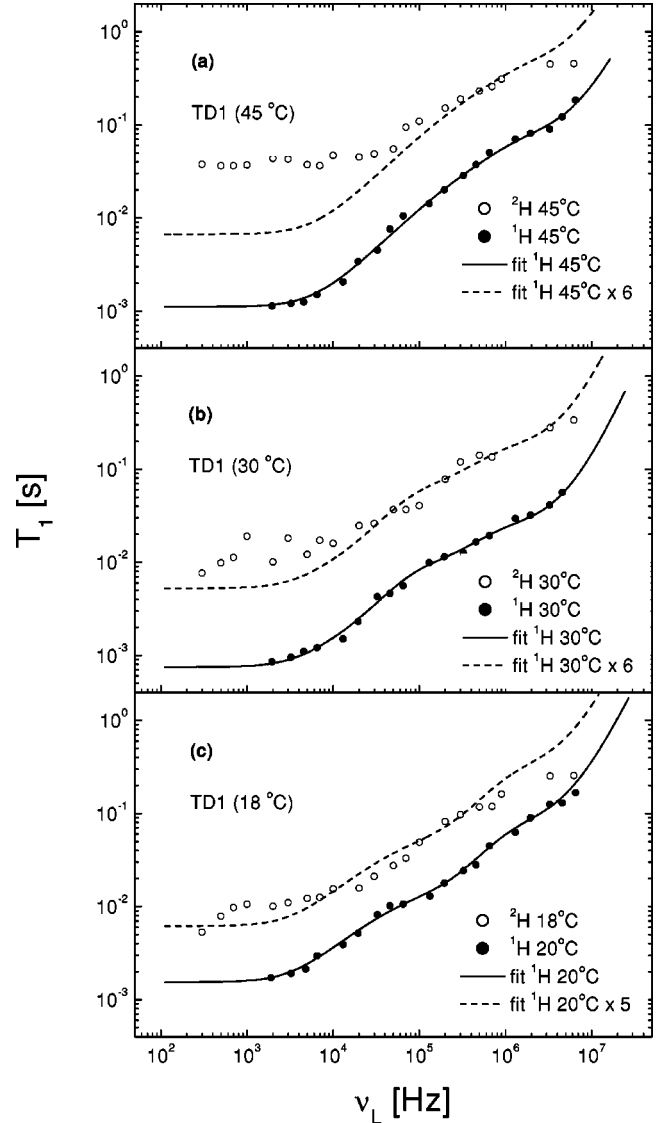 T₁ [s]
10⁰
10⁻¹
10⁻²
10⁻³
(a)
TD1 (45 °C)
²H 45°C
¹H 45°C
fit ¹H 45°C
fit ¹H 45°C x 6
10⁰
10⁻¹
10⁻²
10⁻³
(b)
TD1 (30 °C)
²H 30°C
¹H 30°C
fit ¹H 30°C
fit ¹H 30°C x 6
10⁰
10⁻¹
10⁻²
10⁻³
(c)
TD1 (18 °C)
²H 18°C
¹H 20°C
fit ¹H 20°C
fit ¹H 20°C x 5
10² 10³ 10⁴ 10⁵ 10⁶ 10⁷
ν_L [Hz]